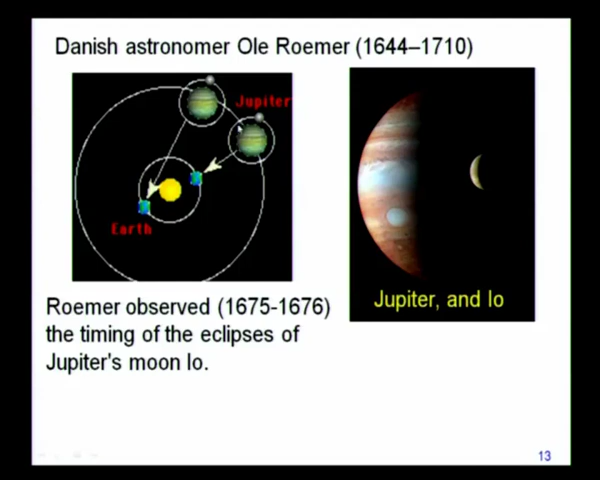 Danish astronomer Ole Roemer (1644–1710)
Jupiter
Earth
Jupiter, and Io
Roemer observed (1675-1676)
the timing of the eclipses of
Jupiter's moon Io.
13